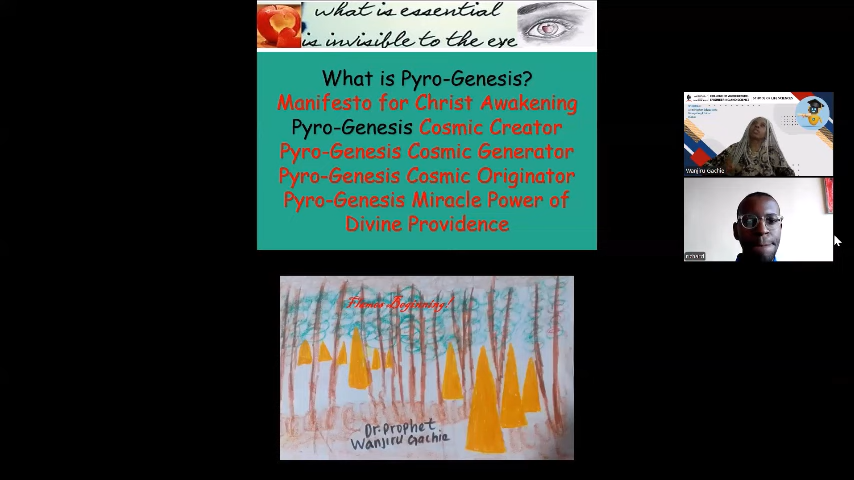 what is essential
is invisible to the eye
What is Pyro-Genesis?
Manifesto for Christ Awakening
Pyro-Genesis Cosmic Creator
Pyro-Genesis Cosmic Generator
Pyro-Genesis Cosmic Originator
Pyro-Genesis Miracle Power of
Divine Providence
Beginning!
Dr. Prophet
Wanjiru Gachie
Wanjiru Gachie
richard